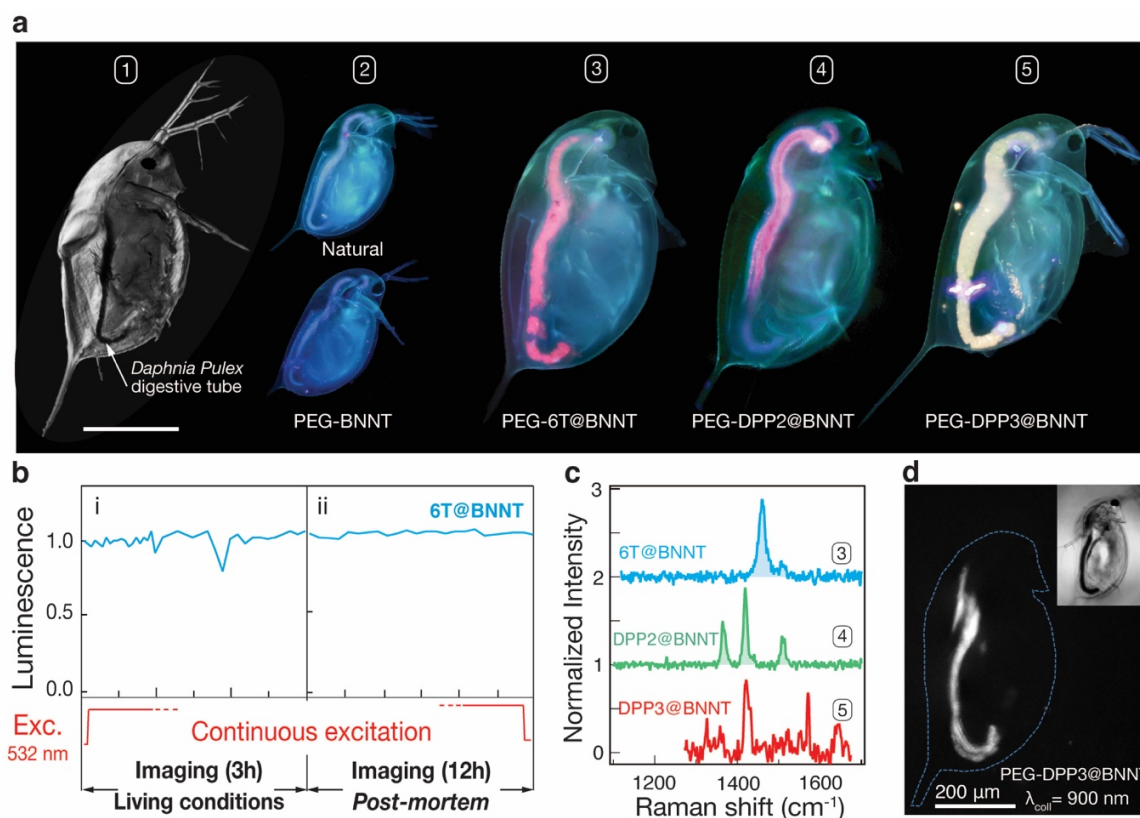 a
1
2
3
4
5
Natural
Daphnia Pulex
digestive tube
PEG-BNNT
PEG-6T@BNNT
PEG-DPP2@BNNT
PEG-DPP3@BNNT
b
i
ii
6T@BNNT
Luminescence
1.0
0.5
0.0
Exc.
532 nm
Continuous excitation
Imaging (3h)
Living conditions
Imaging (12h)
Post-mortem
c
Normalized Intensity
3
2
1
0
6T@BNNT
3
DPP2@BNNT
4
DPP3@BNNT
5
1200
1400
1600
Raman shift (cm⁻¹)
d
PEG-DPP3@BNNT
200 µm
λcoll= 900 nm